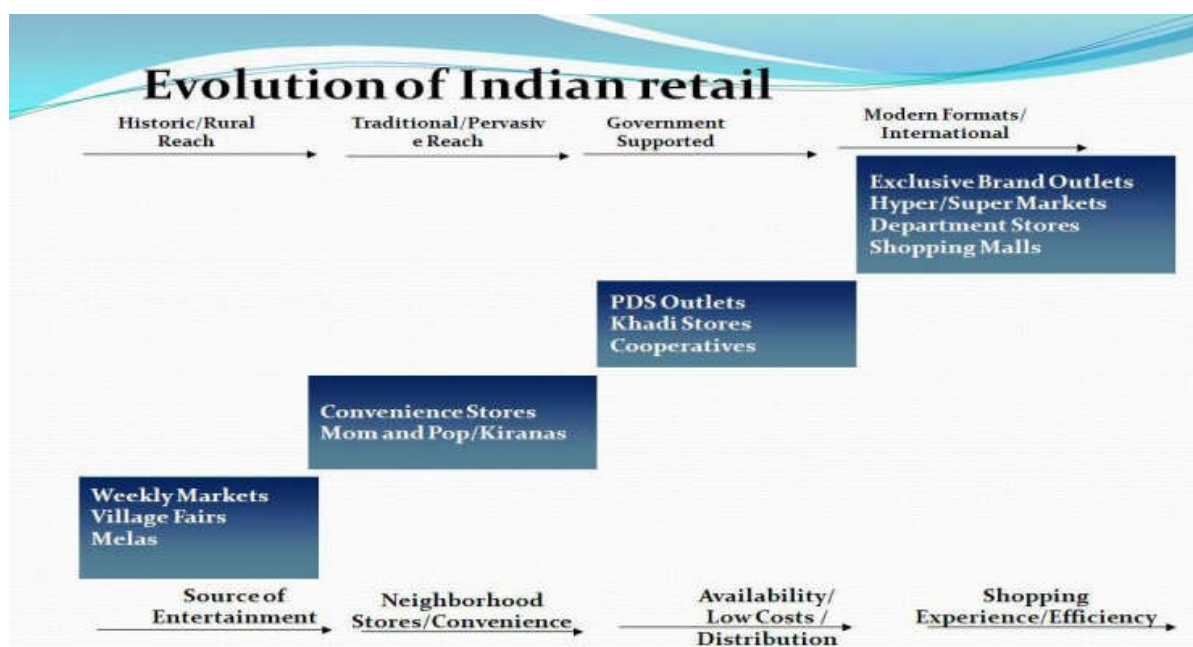 Evolution of Indian retail
Historic/Rural
Reach
Traditional/Pervasiv
e Reach
Government
Supported
Modern Formats/
International
Exclusive Brand Outlets
Hyper/Super Markets
Department Stores
Shopping Malls
PDS Outlets
Khadi Stores
Cooperatives
Convenience Stores
Mom and Pop/Kiranas
Weekly Markets
Village Fairs
Melas
Source of
Entertainment
Neighborhood
Stores/Convenience
Availability/
Low Costs /
Distribution
Shopping
Experience/Efficiency